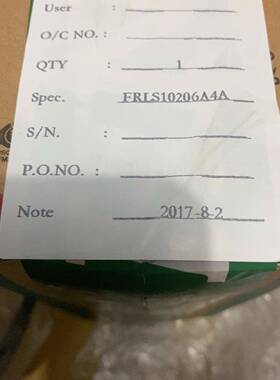 User :
O/C NO. :
QTY : 1
Spec. FRLS10206A4A
S/N. :
P.O.NO. :
Note 2017-8-2